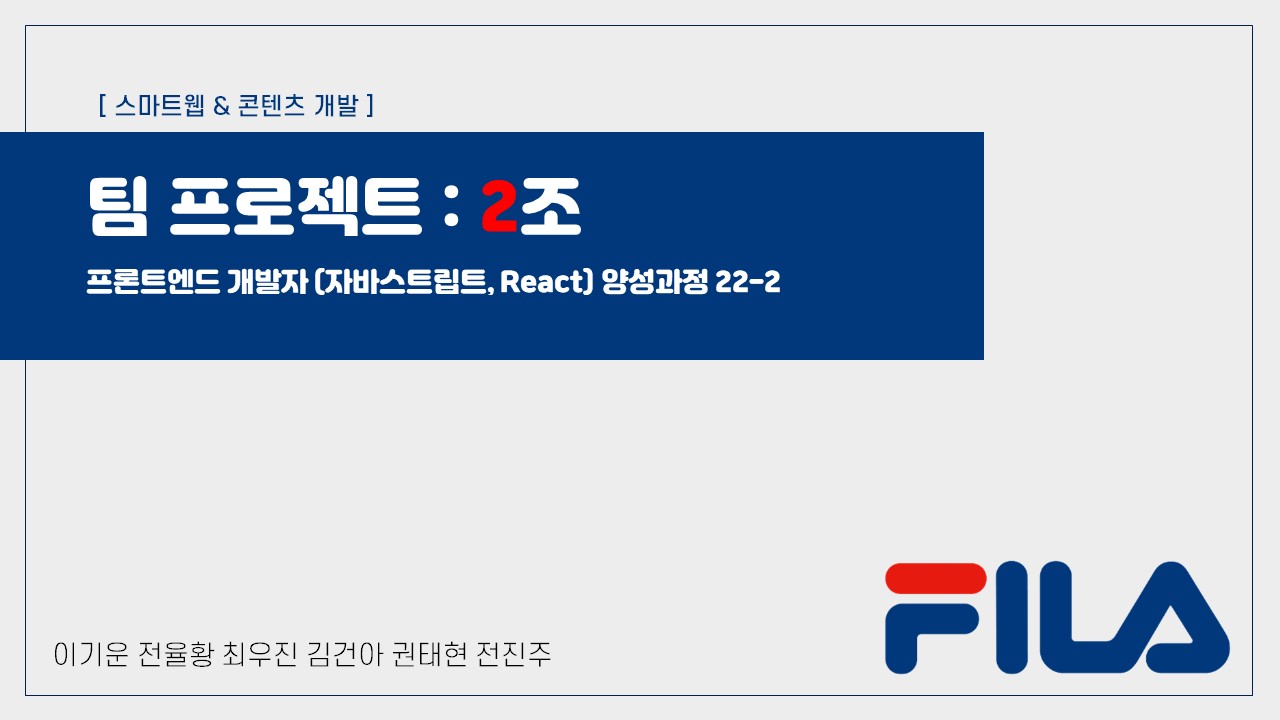 [ 스마트웹 & 콘텐츠 개발 ]
팀 프로젝트 : 2조
프론트엔드 개발자 (자바스트립트, React) 양성과정 22-2
이기운 전율황 최우진 김건아 권태현 전진주
FILA